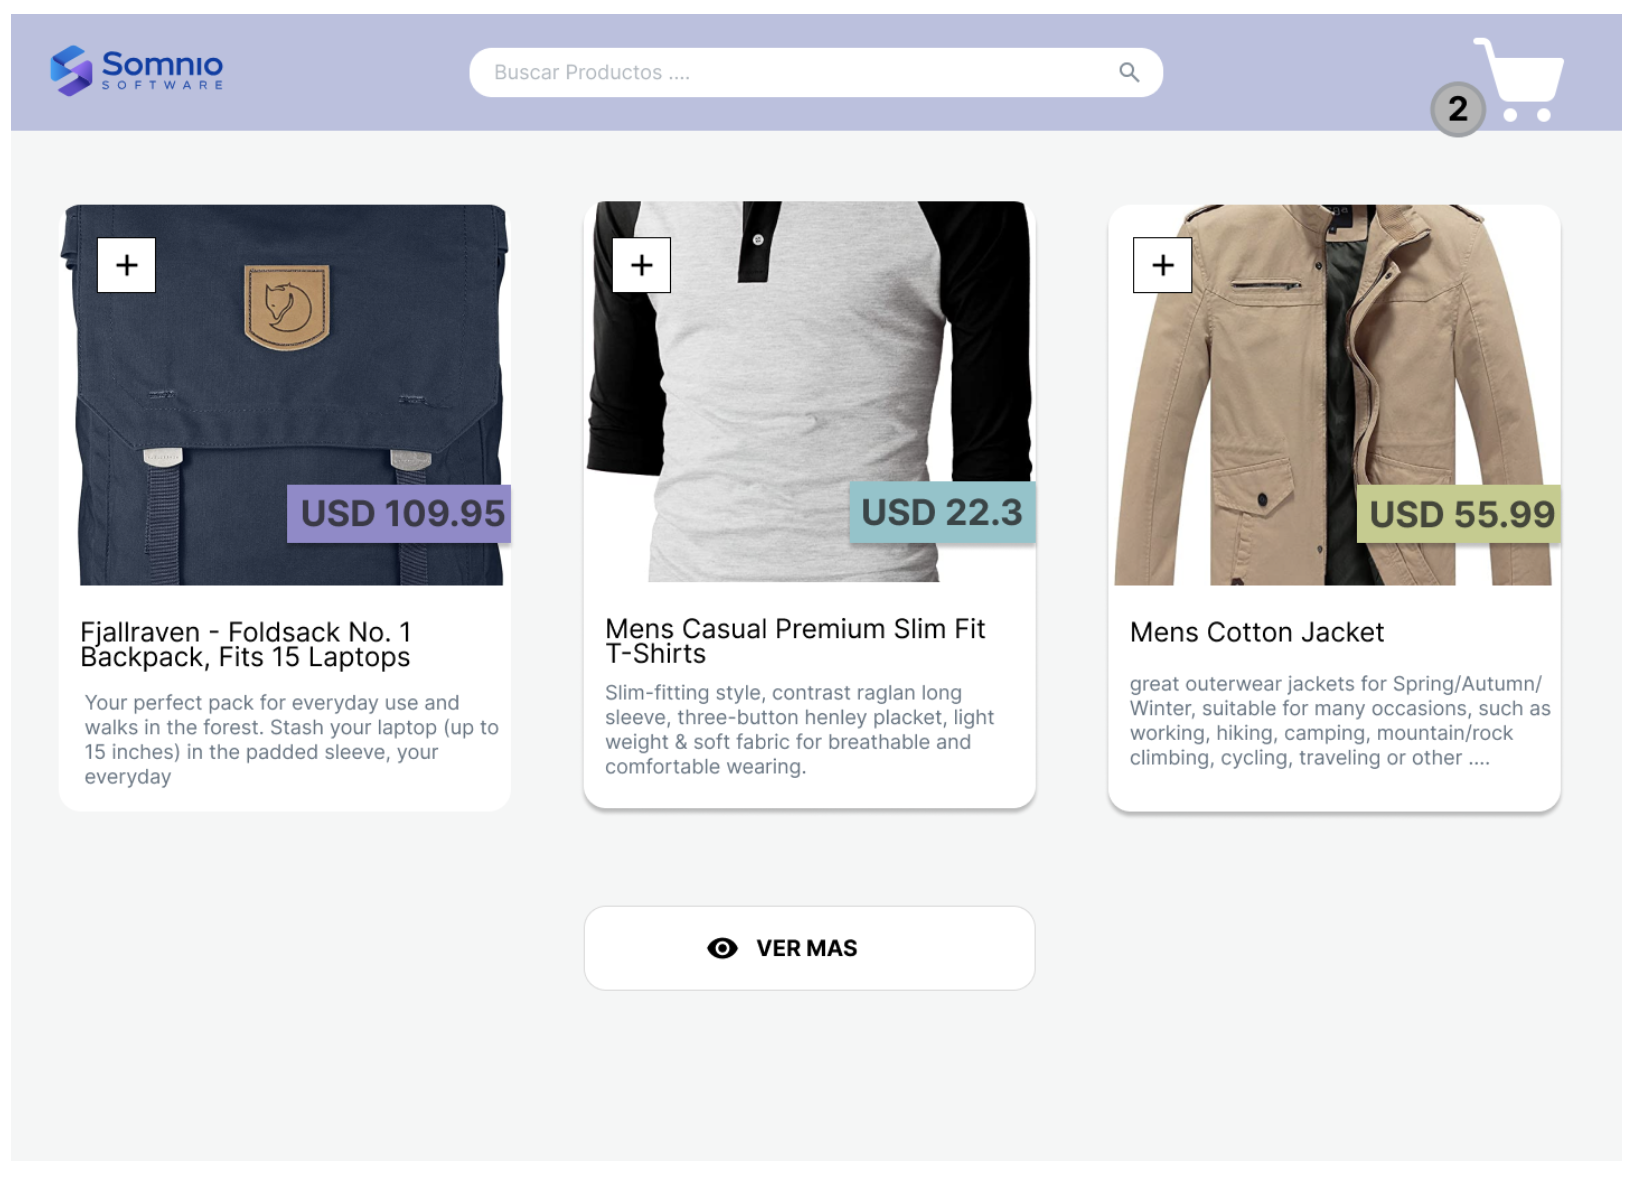 Somnio
SOFTWARE
Buscar Productos ....
2
+
+
+
USD 109.95
USD 22.3
USD 55.99
Fjallraven - Foldsack No. 1
Backpack, Fits 15 Laptops
Your perfect pack for everyday use and
walks in the forest. Stash your laptop (up to
15 inches) in the padded sleeve, your
everyday
Mens Casual Premium Slim Fit
T-Shirts
Slim-fitting style, contrast raglan long
sleeve, three-button henley placket, light
weight & soft fabric for breathable and
comfortable wearing.
Mens Cotton Jacket
great outerwear jackets for Spring/Autumn/
Winter, suitable for many occasions, such as
working, hiking, camping, mountain/rock
climbing, cycling, traveling or other ....
VER MAS